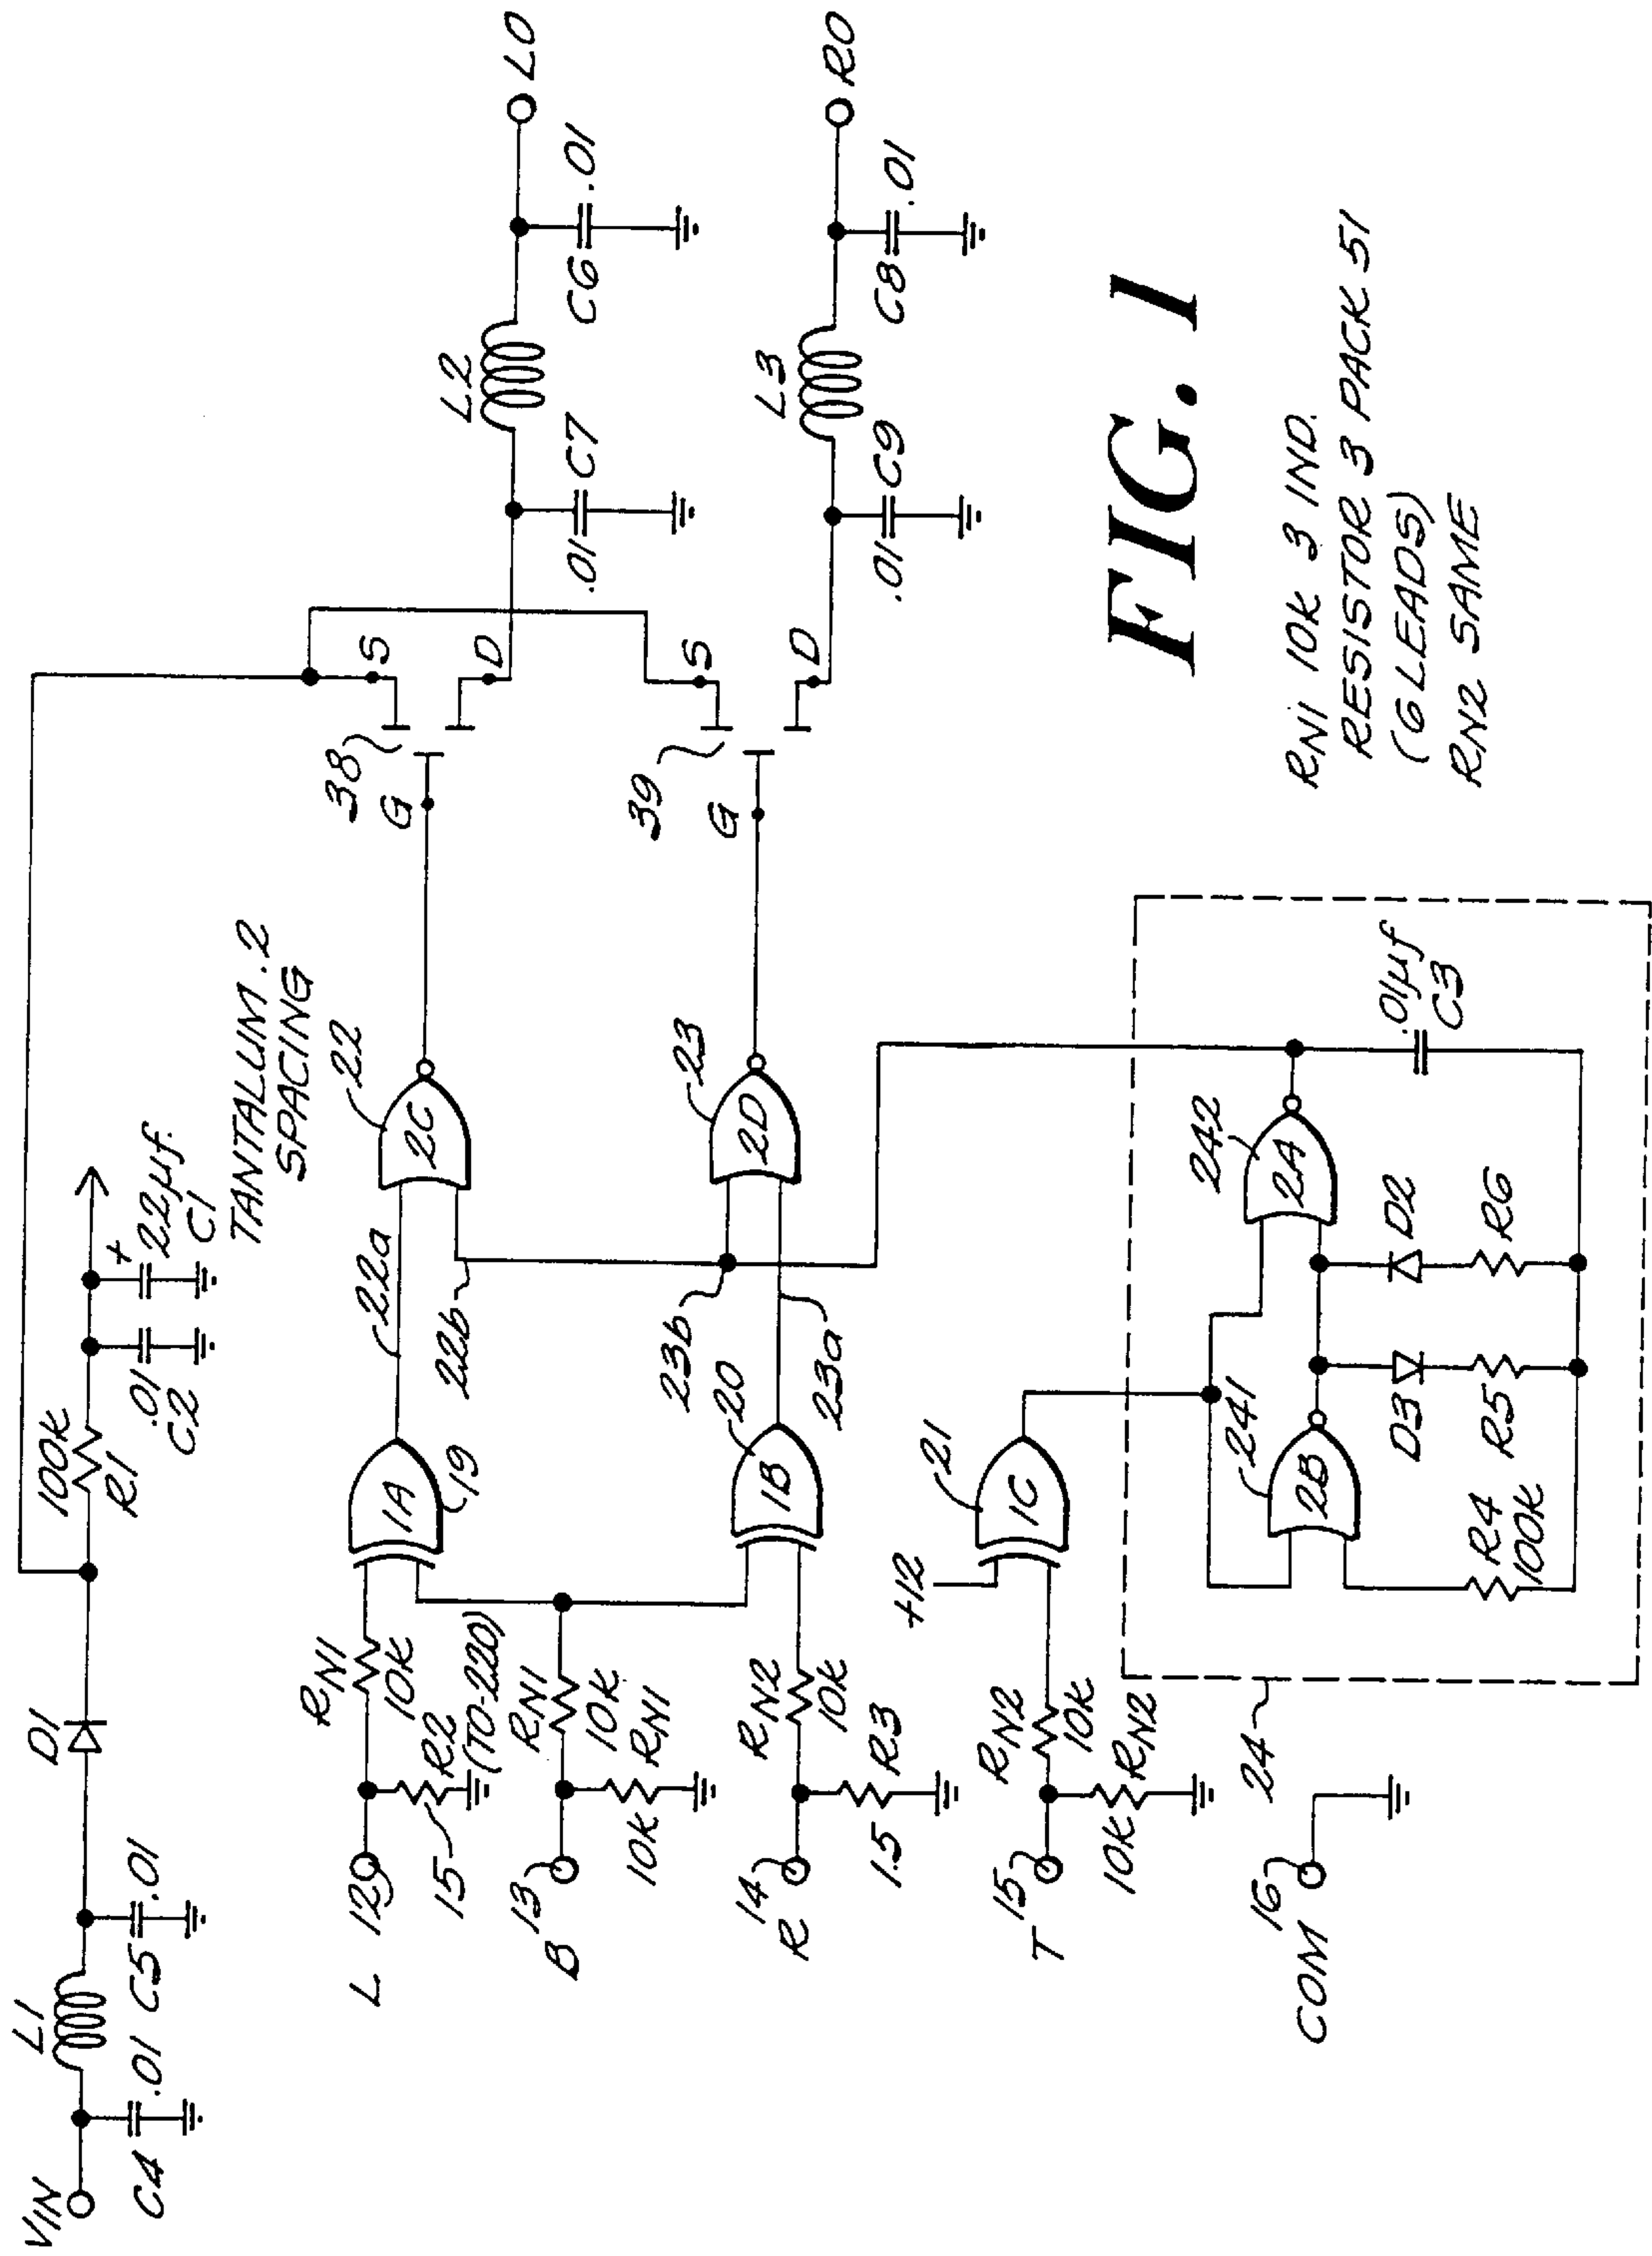 VIN
C4
.01
L1
C5
.01
D1
100k
R1
.01
C2
22µf.
C1
+
TANTALUM .2
SPACING
L 12
15
R2
(TO-220)
RN1
10k
1A
19
B 13
10k
RN1
RN1
10k
R 14
1.5
R3
RN2
10k
1B
20
T 15
10k
RN2
RN2
10k
+12
1C
21
COM 16
24
22a
22b
23b
23a
2C
22
2D
23
38
G
S
D
39
G
S
D
.01
C7
L2
C6
.01
LO
.01
C9
L3
C8
.01
RO
R4
100k
2B
241
D3
R5
D2
R6
2A
242
.01µf
C3
FIG. 1
RN1 10k 3 IND.
RESISTOR 3 PACK 51
(6 LEADS)
RN2 SAME